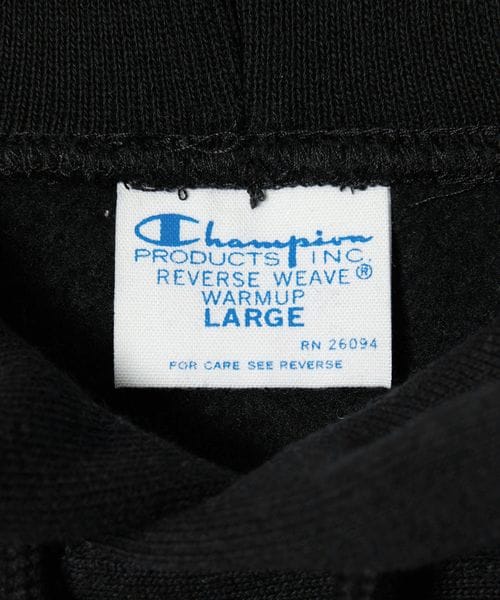 Champion
PRODUCTS INC.
REVERSE WEAVE®
WARMUP
LARGE
RN 26094
FOR CARE SEE REVERSE